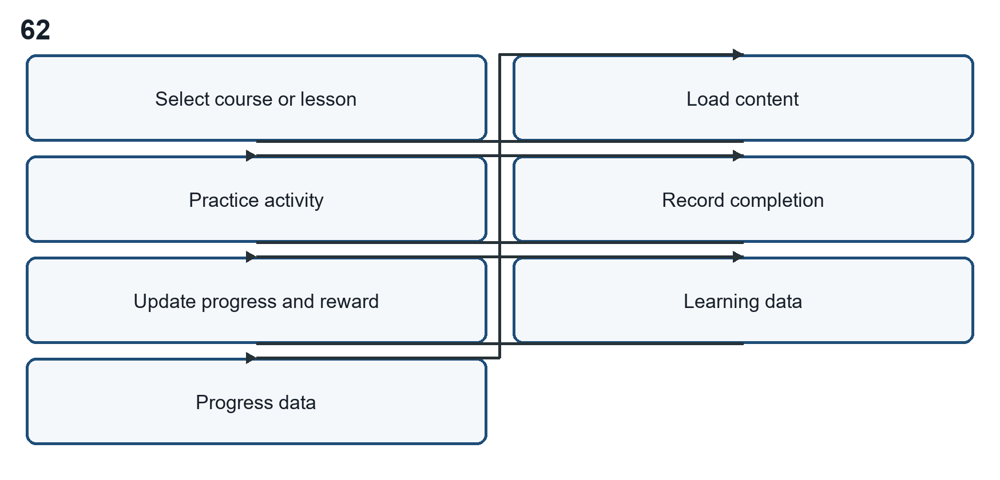 62
Select course or lesson
Load content
Practice activity
Record completion
Update progress and reward
Learning data
Progress data